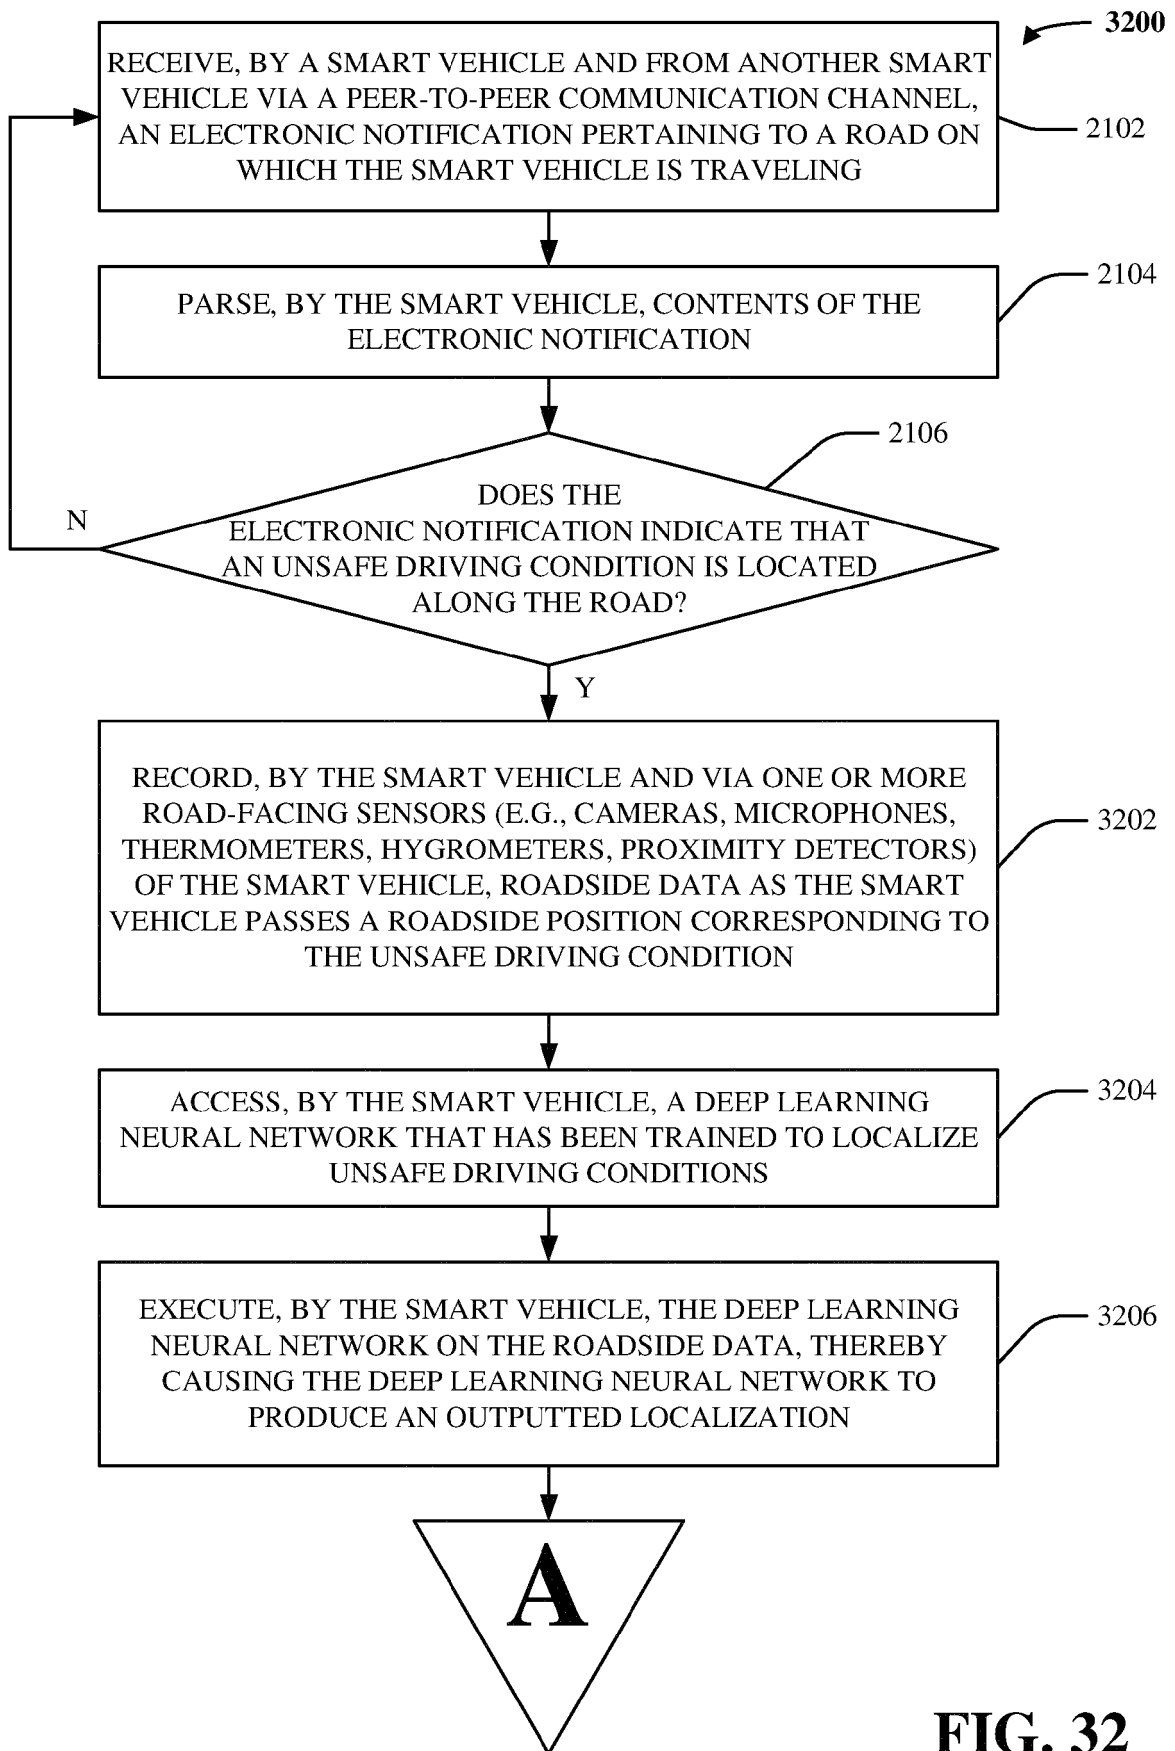 3200
RECEIVE, BY A SMART VEHICLE AND FROM ANOTHER SMART
VEHICLE VIA A PEER-TO-PEER COMMUNICATION CHANNEL,
AN ELECTRONIC NOTIFICATION PERTAINING TO A ROAD ON
WHICH THE SMART VEHICLE IS TRAVELING
2102
PARSE, BY THE SMART VEHICLE, CONTENTS OF THE
ELECTRONIC NOTIFICATION
2104
2106
DOES THE
ELECTRONIC NOTIFICATION INDICATE THAT
AN UNSAFE DRIVING CONDITION IS LOCATED
ALONG THE ROAD?
N
Y
RECORD, BY THE SMART VEHICLE AND VIA ONE OR MORE
ROAD-FACING SENSORS (E.G., CAMERAS, MICROPHONES,
THERMOMETERS, HYGROMETERS, PROXIMITY DETECTORS)
OF THE SMART VEHICLE, ROADSIDE DATA AS THE SMART
VEHICLE PASSES A ROADSIDE POSITION CORRESPONDING TO
THE UNSAFE DRIVING CONDITION
3202
ACCESS, BY THE SMART VEHICLE, A DEEP LEARNING
NEURAL NETWORK THAT HAS BEEN TRAINED TO LOCALIZE
UNSAFE DRIVING CONDITIONS
3204
EXECUTE, BY THE SMART VEHICLE, THE DEEP LEARNING
NEURAL NETWORK ON THE ROADSIDE DATA, THEREBY
CAUSING THE DEEP LEARNING NEURAL NETWORK TO
PRODUCE AN OUTPUTTED LOCALIZATION
3206
A
FIG. 32